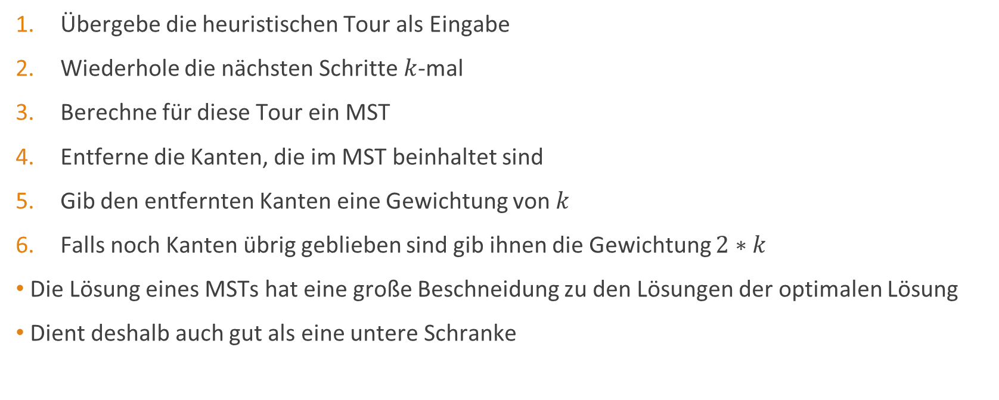 1. Übergebe die heuristischen Tour als Eingabe
2. Wiederhole die nächsten Schritte k-mal
3. Berechne für diese Tour ein MST
4. Entferne die Kanten, die im MST beinhaltet sind
5. Gib den entfernten Kanten eine Gewichtung von k
6. Falls noch Kanten übrig geblieben sind gib ihnen die Gewichtung 2 * k
• Die Lösung eines MSTs hat eine große Beschneidung zu den Lösungen der optimalen Lösung
• Dient deshalb auch gut als eine untere Schranke